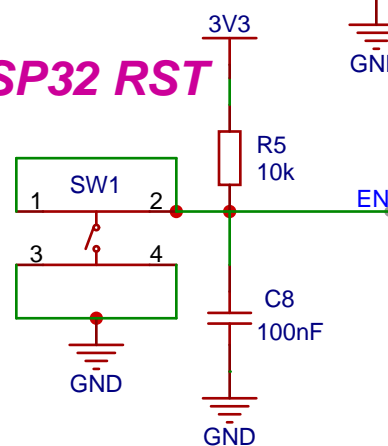 3V3
GND
SP32 RST
R5
10k
SW1
1
2
EN
3
4
C8
100nF
GND
GND